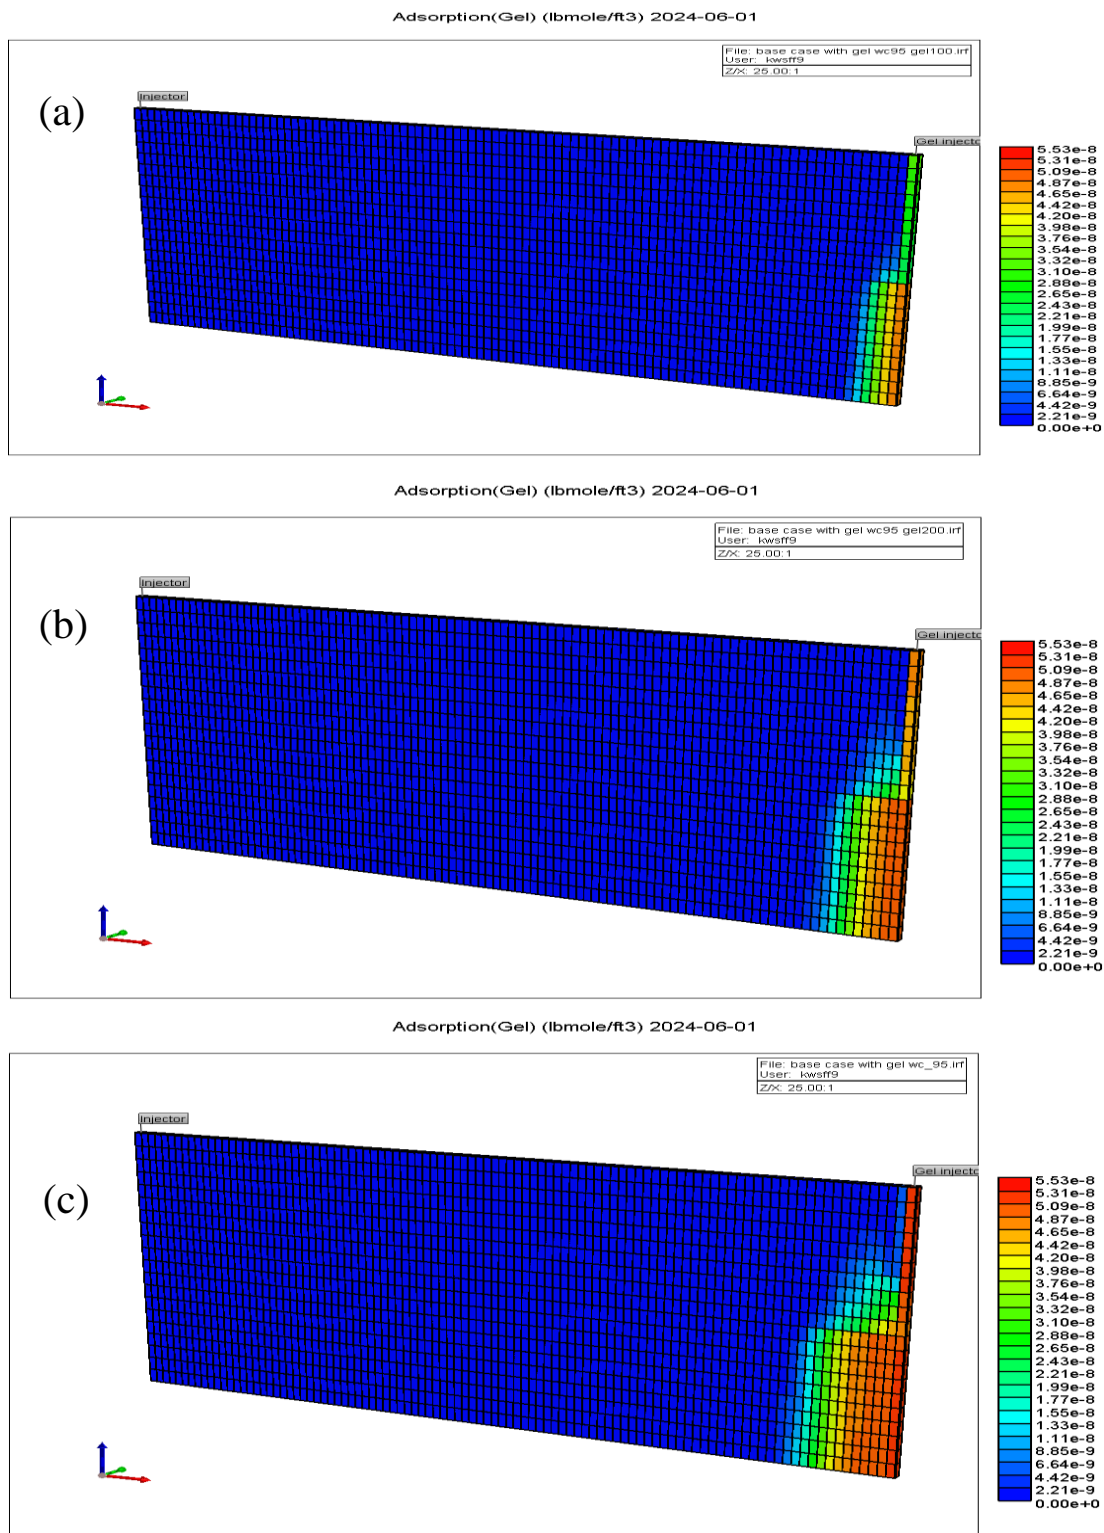 Adsorption(Gel) (lbmole/ft3) 2024-06-01
File: base case with gel wc95 gel100.irf
User: kwsff9
Z/X: 25.00:1
Injector
(a)
Gel injecto
5.53e-8
5.31e-8
5.09e-8
4.87e-8
4.65e-8
4.42e-8
4.20e-8
3.98e-8
3.76e-8
3.54e-8
3.32e-8
3.10e-8
2.88e-8
2.65e-8
2.43e-8
2.21e-8
1.99e-8
1.77e-8
1.55e-8
1.33e-8
1.11e-8
8.85e-9
4.42e-9
2.21e-9
0.00e+0
Adsorption(Gel) (lbmole/ft3) 2024-06-01
File: base case with gel wc95 gel200.irf
User: kwsff9
Z/X: 25.00:1
Injector
(b)
Gel injecto
5.53e-8
5.31e-8
5.09e-8
4.87e-8
4.65e-8
4.42e-8
4.20e-8
3.98e-8
3.76e-8
3.54e-8
3.32e-8
3.10e-8
2.88e-8
2.65e-8
2.43e-8
2.21e-8
1.99e-8
1.77e-8
1.55e-8
1.33e-8
1.11e-8
8.85e-9
6.64e-9
4.42e-9
2.21e-9
0.00e+0
Adsorption(Gel) (lbmole/ft3) 2024-06-01
File: base case with gel wc_95.irf
User: kwsff9
Z/X: 25.00:1
Injector
(c)
Gel injecto
5.53e-8
5.31e-8
5.09e-8
4.87e-8
4.65e-8
4.42e-8
4.20e-8
3.98e-8
3.76e-8
3.54e-8
3.32e-8
3.10e-8
2.88e-8
2.65e-8
2.43e-8
2.21e-8
1.99e-8
1.77e-8
1.55e-8
1.33e-8
1.11e-8
8.85e-9
6.64e-9
4.42e-9
2.21e-9
0.00e+0